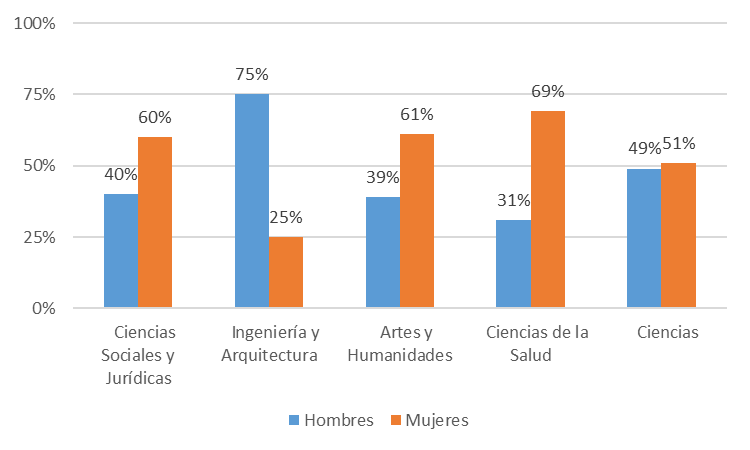 100%
75%
50%
25%
0%
40%
60%
75%
25%
39%
61%
31%
69%
49%
51%
Ciencias
Sociales y
Jurídicas
Ingeniería y
Arquitectura
Artes y
Humanidades
Ciencias de la
Salud
Ciencias
Hombres
Mujeres